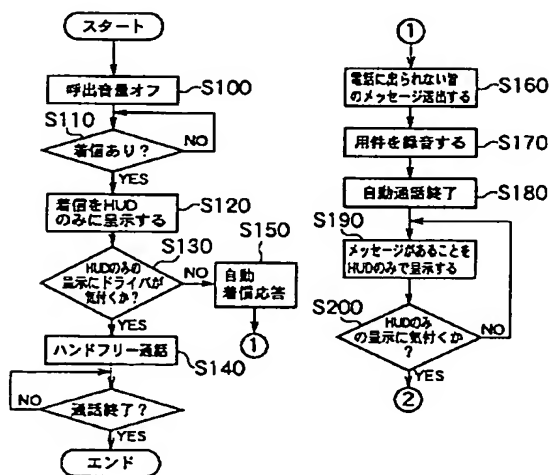 スタート
呼出音量オフ
S100
S110
着信あり?
NO
YES
着信をHUD
のみに呈示する
S120
S130
HUDのみの
呈示にドライバが
気付くか?
NO
S150
自動
着信応答
①
YES
ハンドフリー通話
S140
NO
通話終了?
YES
エンド
①
電話に出られない旨
のメッセージ送出する
S160
用件を録音する
S170
自動通話終了
S180
S190
メッセージがあることを
HUDのみで呈示する
S200
HUDのみ
の呈示に気付くか
?
NO
YES
②